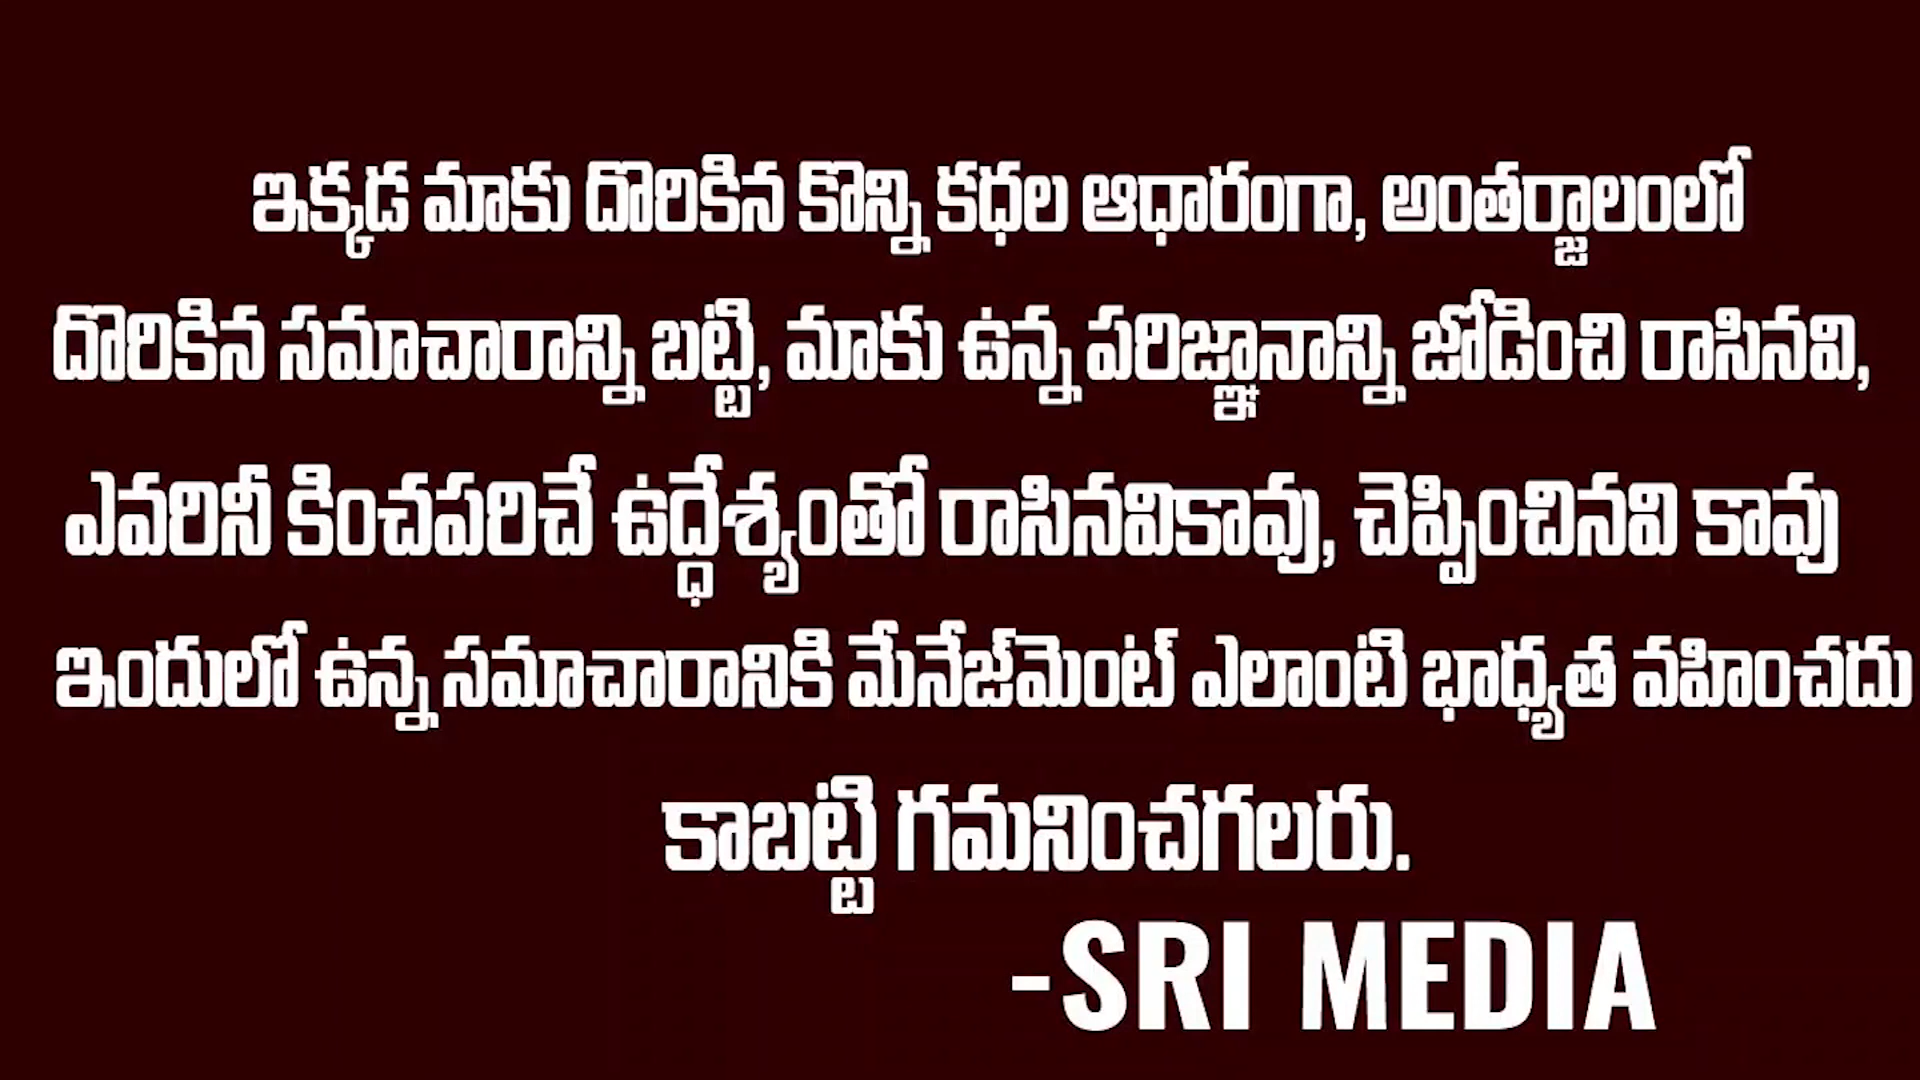 ఇక్కడ మాకు దొరికిన కొన్ని కధల ఆధారంగా, అంతర్జాలంలో
దొరికిన సమాచారాన్ని బట్టి, మాకు ఉన్న పరిజ్ఞానాన్ని జోడించి రాసినవి,
ఎవరినీ కించపరిచే ఉద్ధేశ్యంతో రాసినవికావు, చెప్పించినవి కావు
ఇందులో ఉన్న సమాచారానికి మేనేజ్‌మెంట్ ఎలాంటి భాధ్యత వహించదు
కాబట్టి గమనించగలరు.
-SRI MEDIA